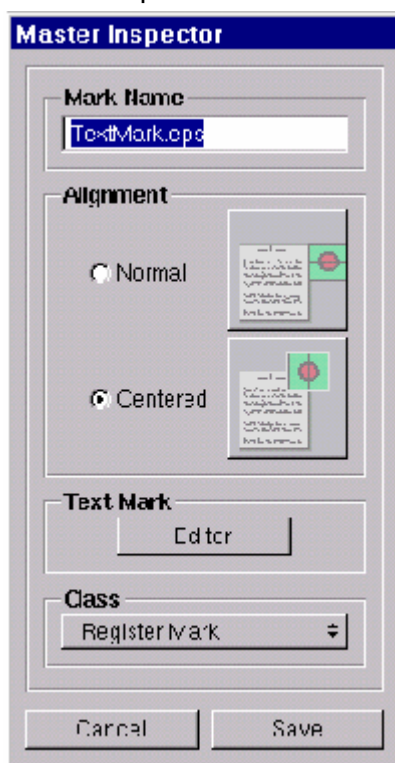 Master Inspector
Mark Name
TextMark.eps
Alignment
Normal
Centered
Text Mark
Editor
Class
Register Mark
Cancel
Save